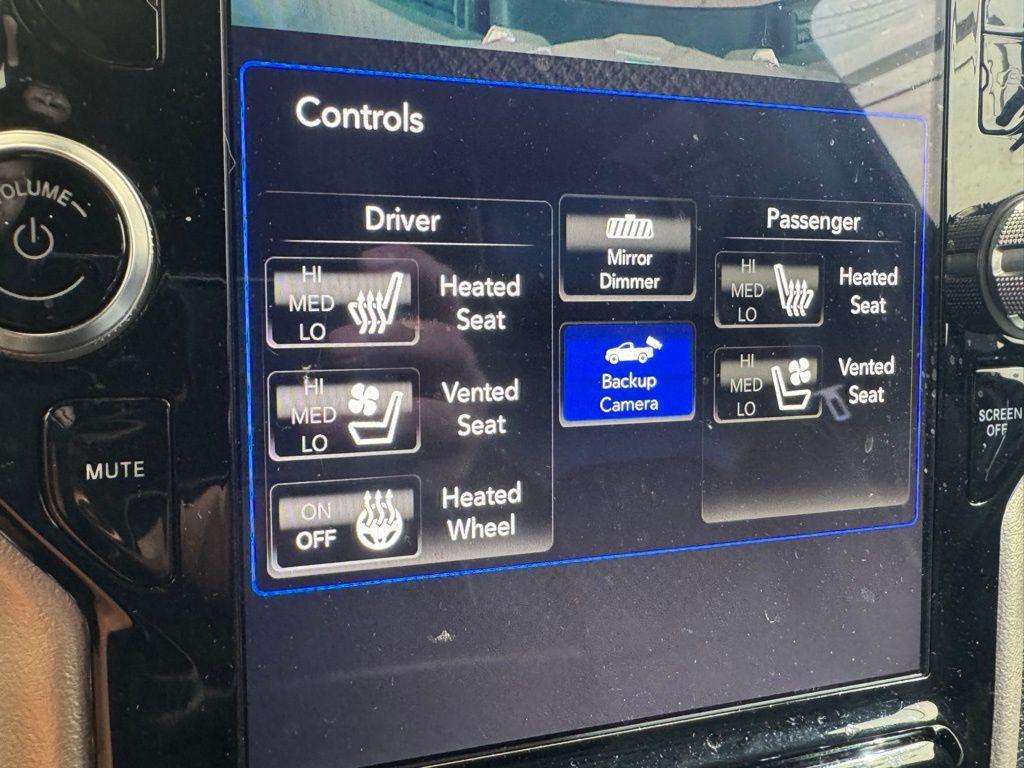 VOLUME
MUTE
Controls
Driver
HI
MED
LO
Heated
Seat
HI
MED
LO
Vented
Seat
ON
OFF
Heated
Wheel
Mirror
Dimmer
Backup
Camera
Passenger
HI
MED
LO
Heated
Seat
HI
MED
LO
Vented
Seat
SCREEN
OFF